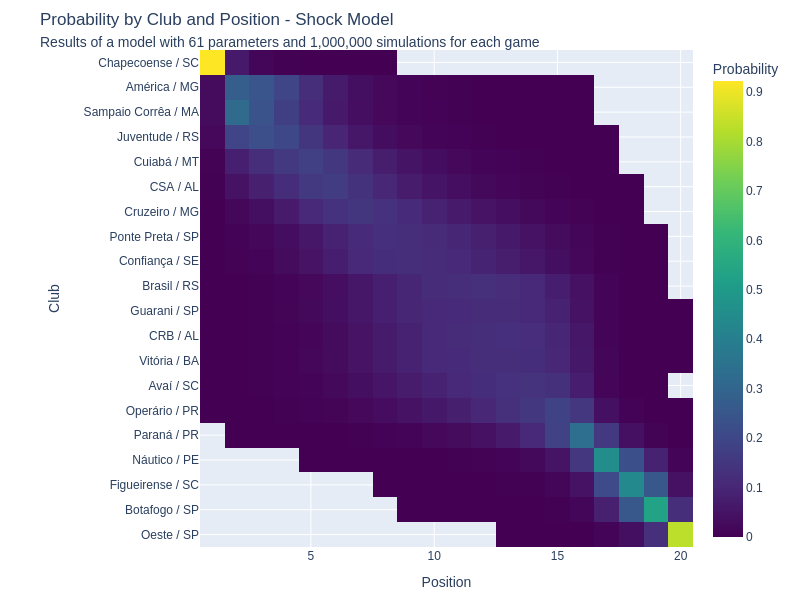 Probability by Club and Position - Shock Model
Results of a model with 61 parameters and 1,000,000 simulations for each game
Probability
Club
Chapecoense / SC
América / MG
Sampaio Corrêa / MA
Juventude / RS
Cuiabá / MT
CSA / AL
Cruzeiro / MG
Ponte Preta / SP
Confiança / SE
Brasil / RS
Guarani / SP
CRB / AL
Vitória / BA
Avaí / SC
Operário / PR
Paraná / PR
Náutico / PE
Figueirense / SC
Botafogo / SP
Oeste / SP
0.9
0.8
0.7
0.6
0.5
0.4
0.3
0.2
0.1
0
5 10 15 20
Position